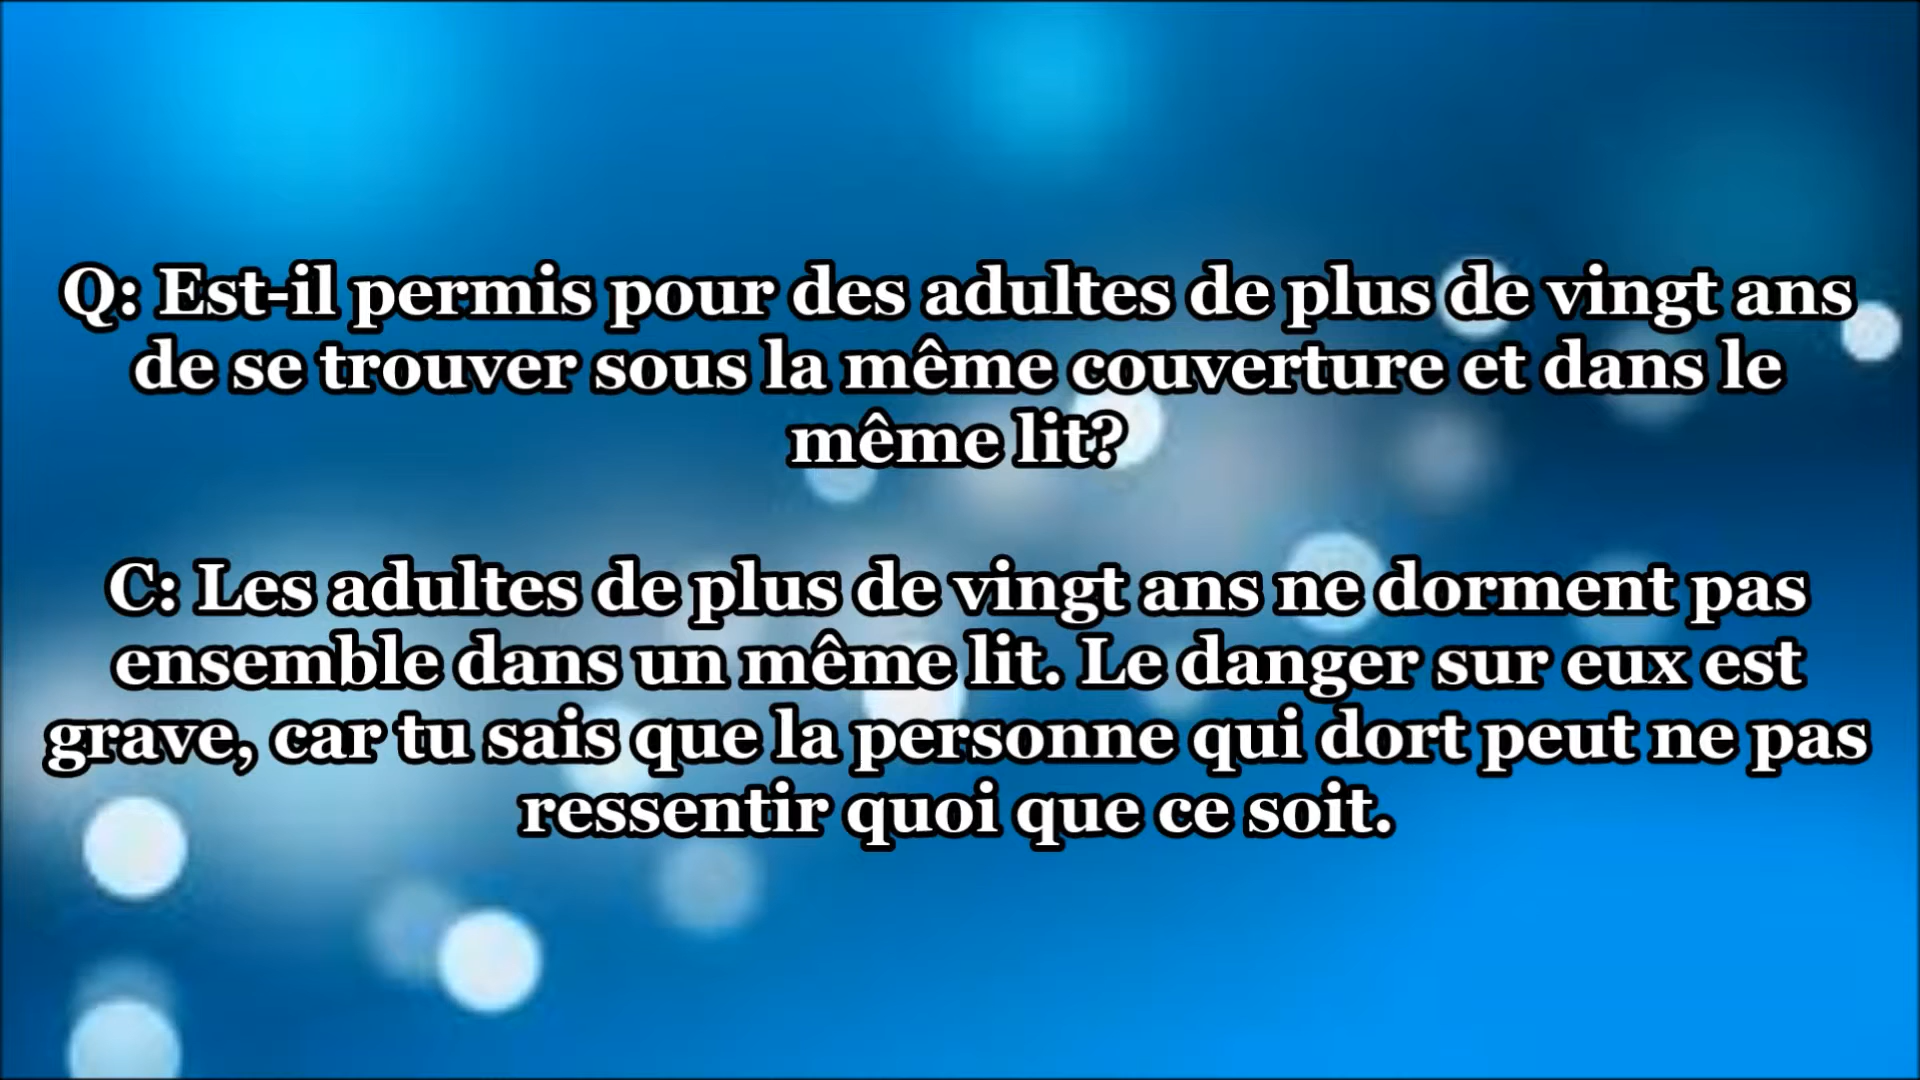 Q: Est-il permis pour des adultes de plus de vingt ans
de se trouver sous la même couverture et dans le
même lit?
C: Les adultes de plus de vingt ans ne dorment pas
ensemble dans un même lit. Le danger sur eux est
grave, car tu sais que la personne qui dort peut ne pas
ressentir quoi que ce soit.